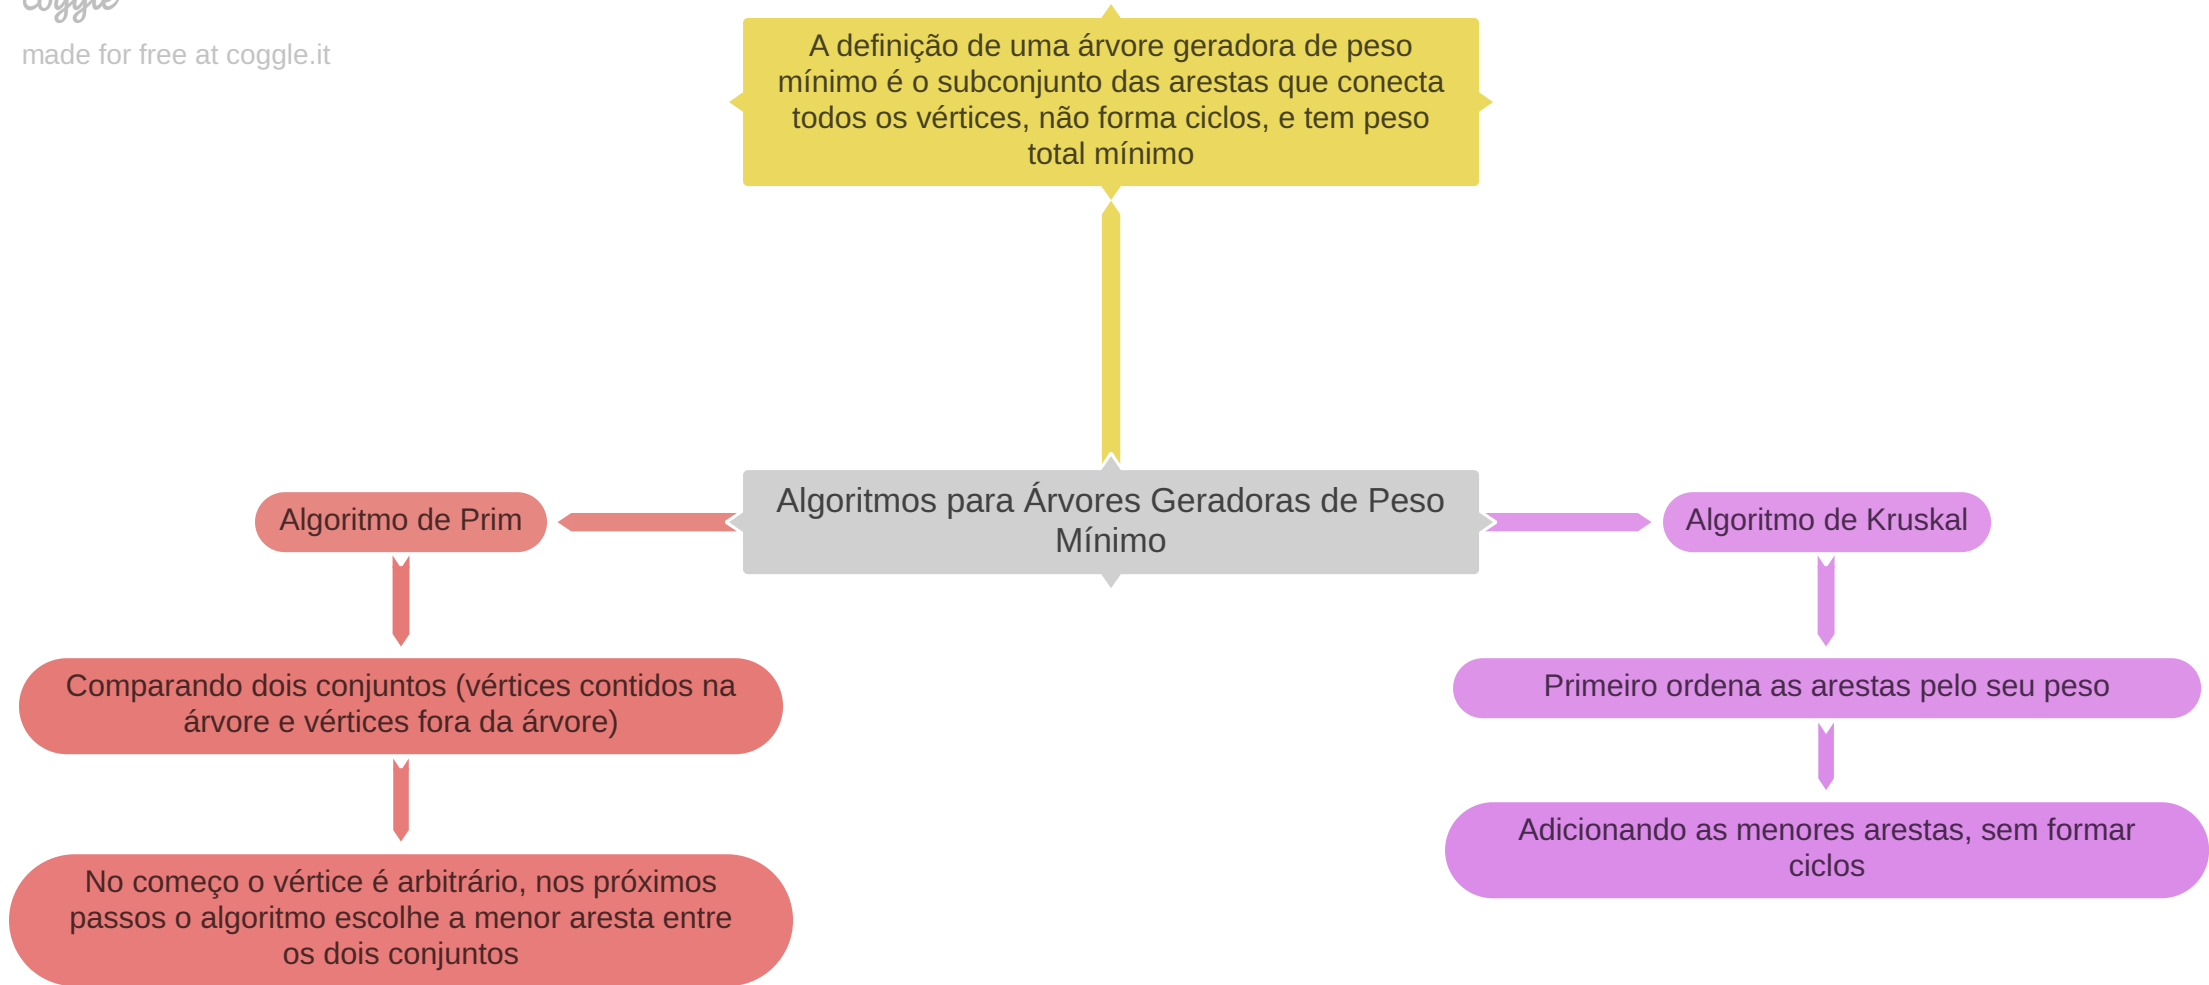 coggle
made for free at coggle.it
A definição de uma árvore geradora de peso
mínimo é o subconjunto das arestas que conecta
todos os vértices, não forma ciclos, e tem peso
total mínimo
Algoritmos para Árvores Geradoras de Peso
Mínimo
Algoritmo de Prim
Comparando dois conjuntos (vértices contidos na
árvore e vértices fora da árvore)
No começo o vértice é arbitrário, nos próximos
passos o algoritmo escolhe a menor aresta entre
os dois conjuntos
Algoritmo de Kruskal
Primeiro ordena as arestas pelo seu peso
Adicionando as menores arestas, sem formar
ciclos